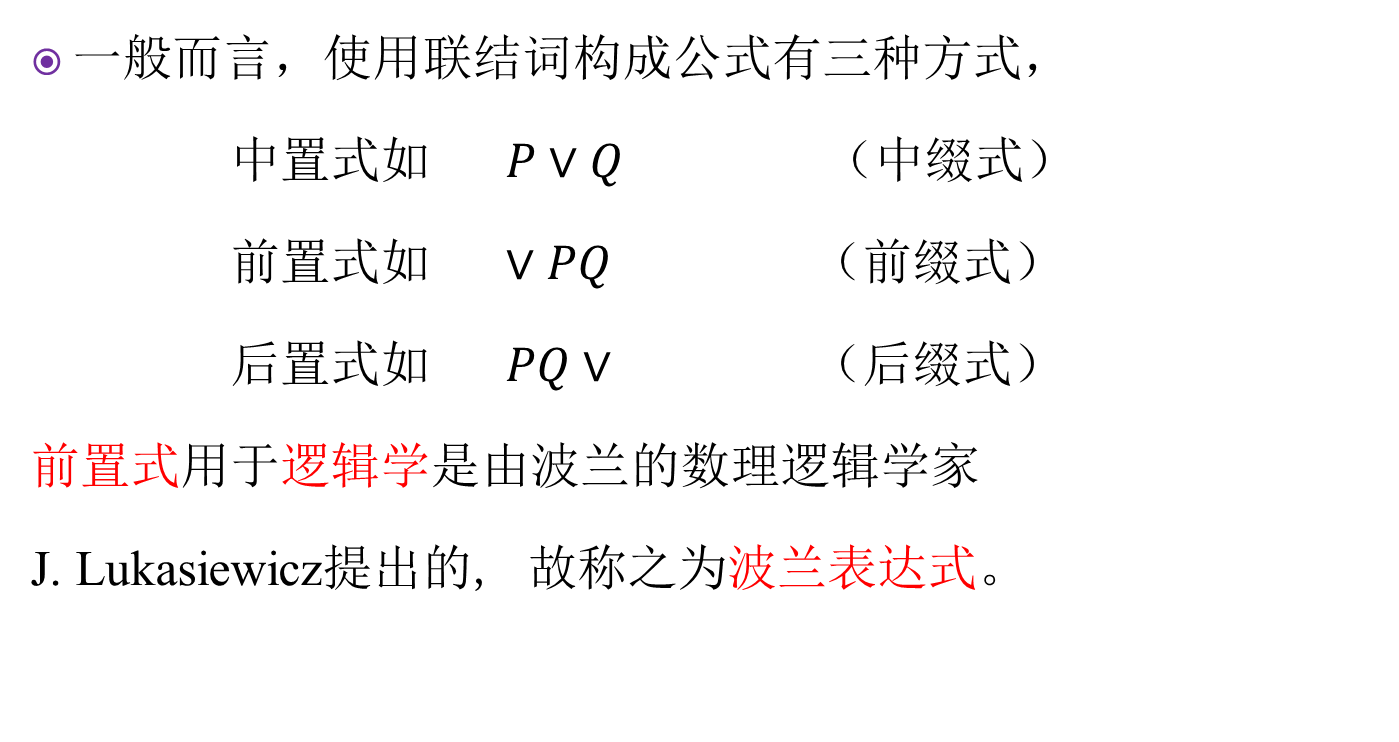 一般而言，使用联结词构成公式有三种方式，
中置式如 P ∨ Q （中缀式）
前置式如 ∨ PQ （前缀式）
后置式如 PQ ∨ （后缀式）
前置式用于逻辑学是由波兰的数理逻辑学家
J. Lukasiewicz提出的, 故称之为波兰表达式。